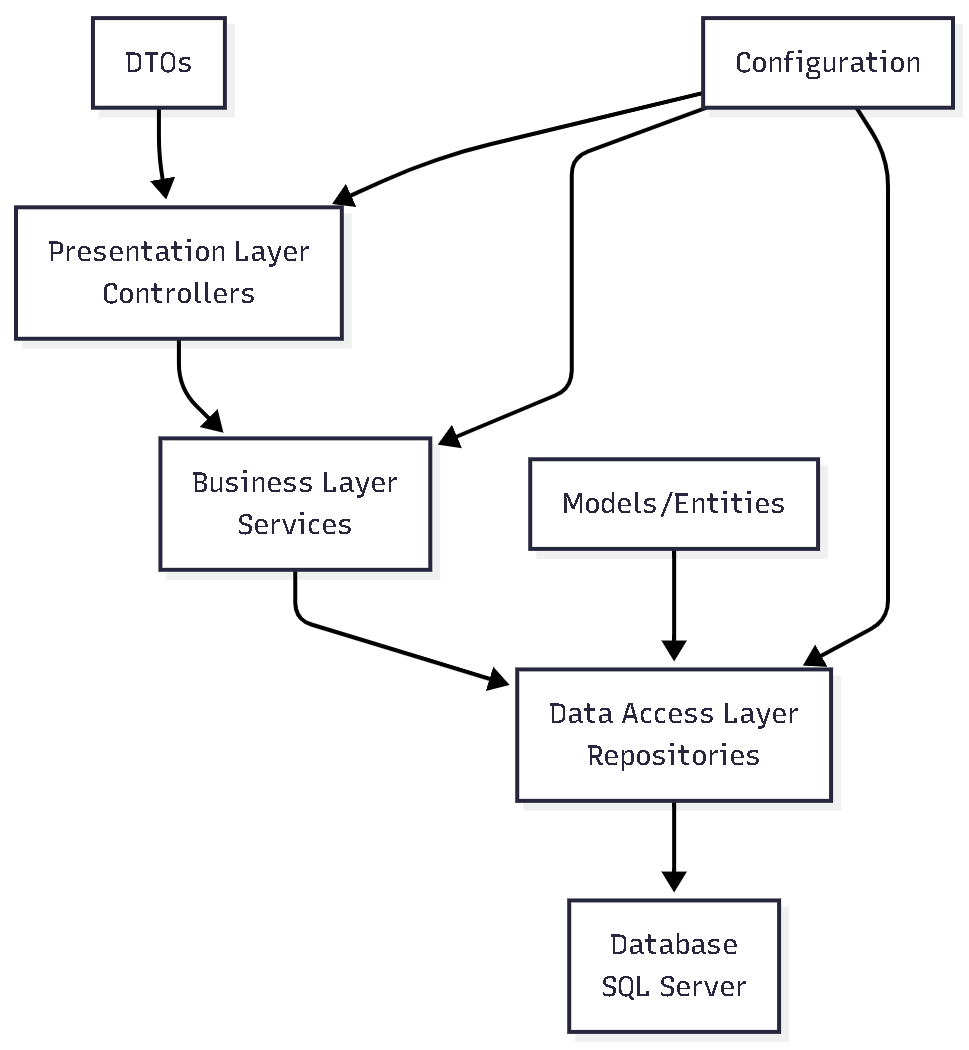 DTOs
Configuration
Presentation Layer
Controllers
Business Layer
Services
Models/Entities
Data Access Layer
Repositories
Database
SQL Server